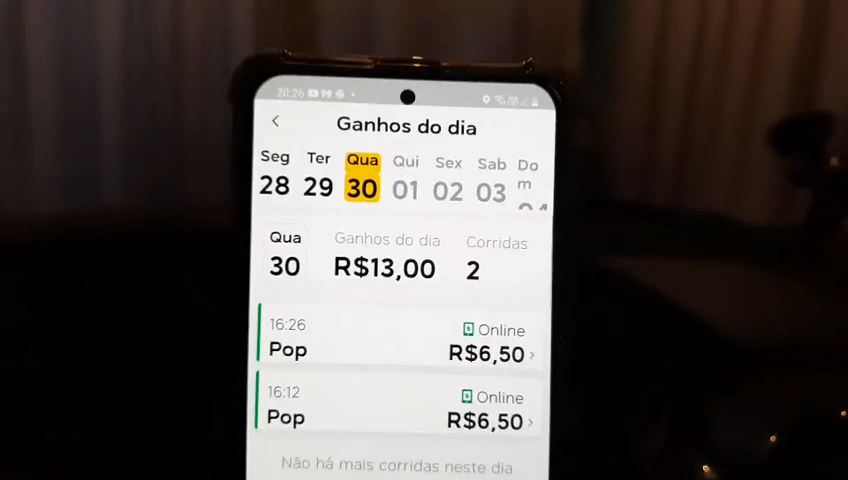 20:26
Ganhos do dia
Seg Ter Qua Qui Sex Sab Dom
28 29 30 01 02 03 04
Qua Ganhos do dia Corridas
30 R$13,00 2
16:26 Online
Pop R$6,50
16:12 Online
Pop R$6,50
Não há mais corridas neste dia